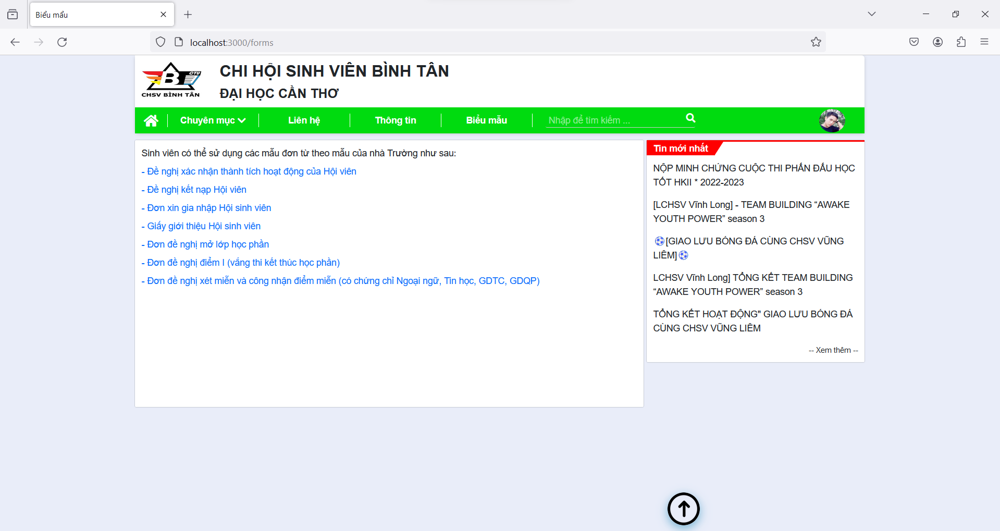 Biểu mẩu
localhost:3000/forms
CTU
B T
CHSV BÌNH TÂN
CHI HỘI SINH VIÊN BÌNH TÂN
ĐẠI HỌC CẦN THƠ
Chuyên mục
Liên hệ
Thông tin
Biểu mẫu
Nhập để tìm kiếm ...
Sinh viên có thể sử dụng các mẫu đơn từ theo mẫu của nhà Trường như sau:
- Đề nghị xác nhận thành tích hoạt động của Hội viên
- Đề nghị kết nạp Hội viên
- Đơn xin gia nhập Hội sinh viên
- Giấy giới thiệu Hội sinh viên
- Đơn đề nghị mở lớp học phần
- Đơn đề nghị điểm I (vắng thi kết thúc học phần)
- Đơn đề nghị xét miễn và công nhận điểm miễn (có chứng chỉ Ngoại ngữ, Tin học, GDTC, GDQP)
Tin mới nhất
NỘP MINH CHỨNG CUỘC THI PHẤN ĐẤU HỌC
TỐT HKII * 2022-2023
[LCHSV Vĩnh Long] - TEAM BUILDING “AWAKE
YOUTH POWER” season 3
⚽[GIAO LƯU BÓNG ĐÁ CÙNG CHSV VŨNG
LIÊM]⚽
LCHSV Vĩnh Long] TỔNG KẾT TEAM BUILDING
“AWAKE YOUTH POWER” season 3
TỔNG KẾT HOẠT ĐỘNG" GIAO LƯU BÓNG ĐÁ
CÙNG CHSV VŨNG LIÊM
-- Xem thêm --